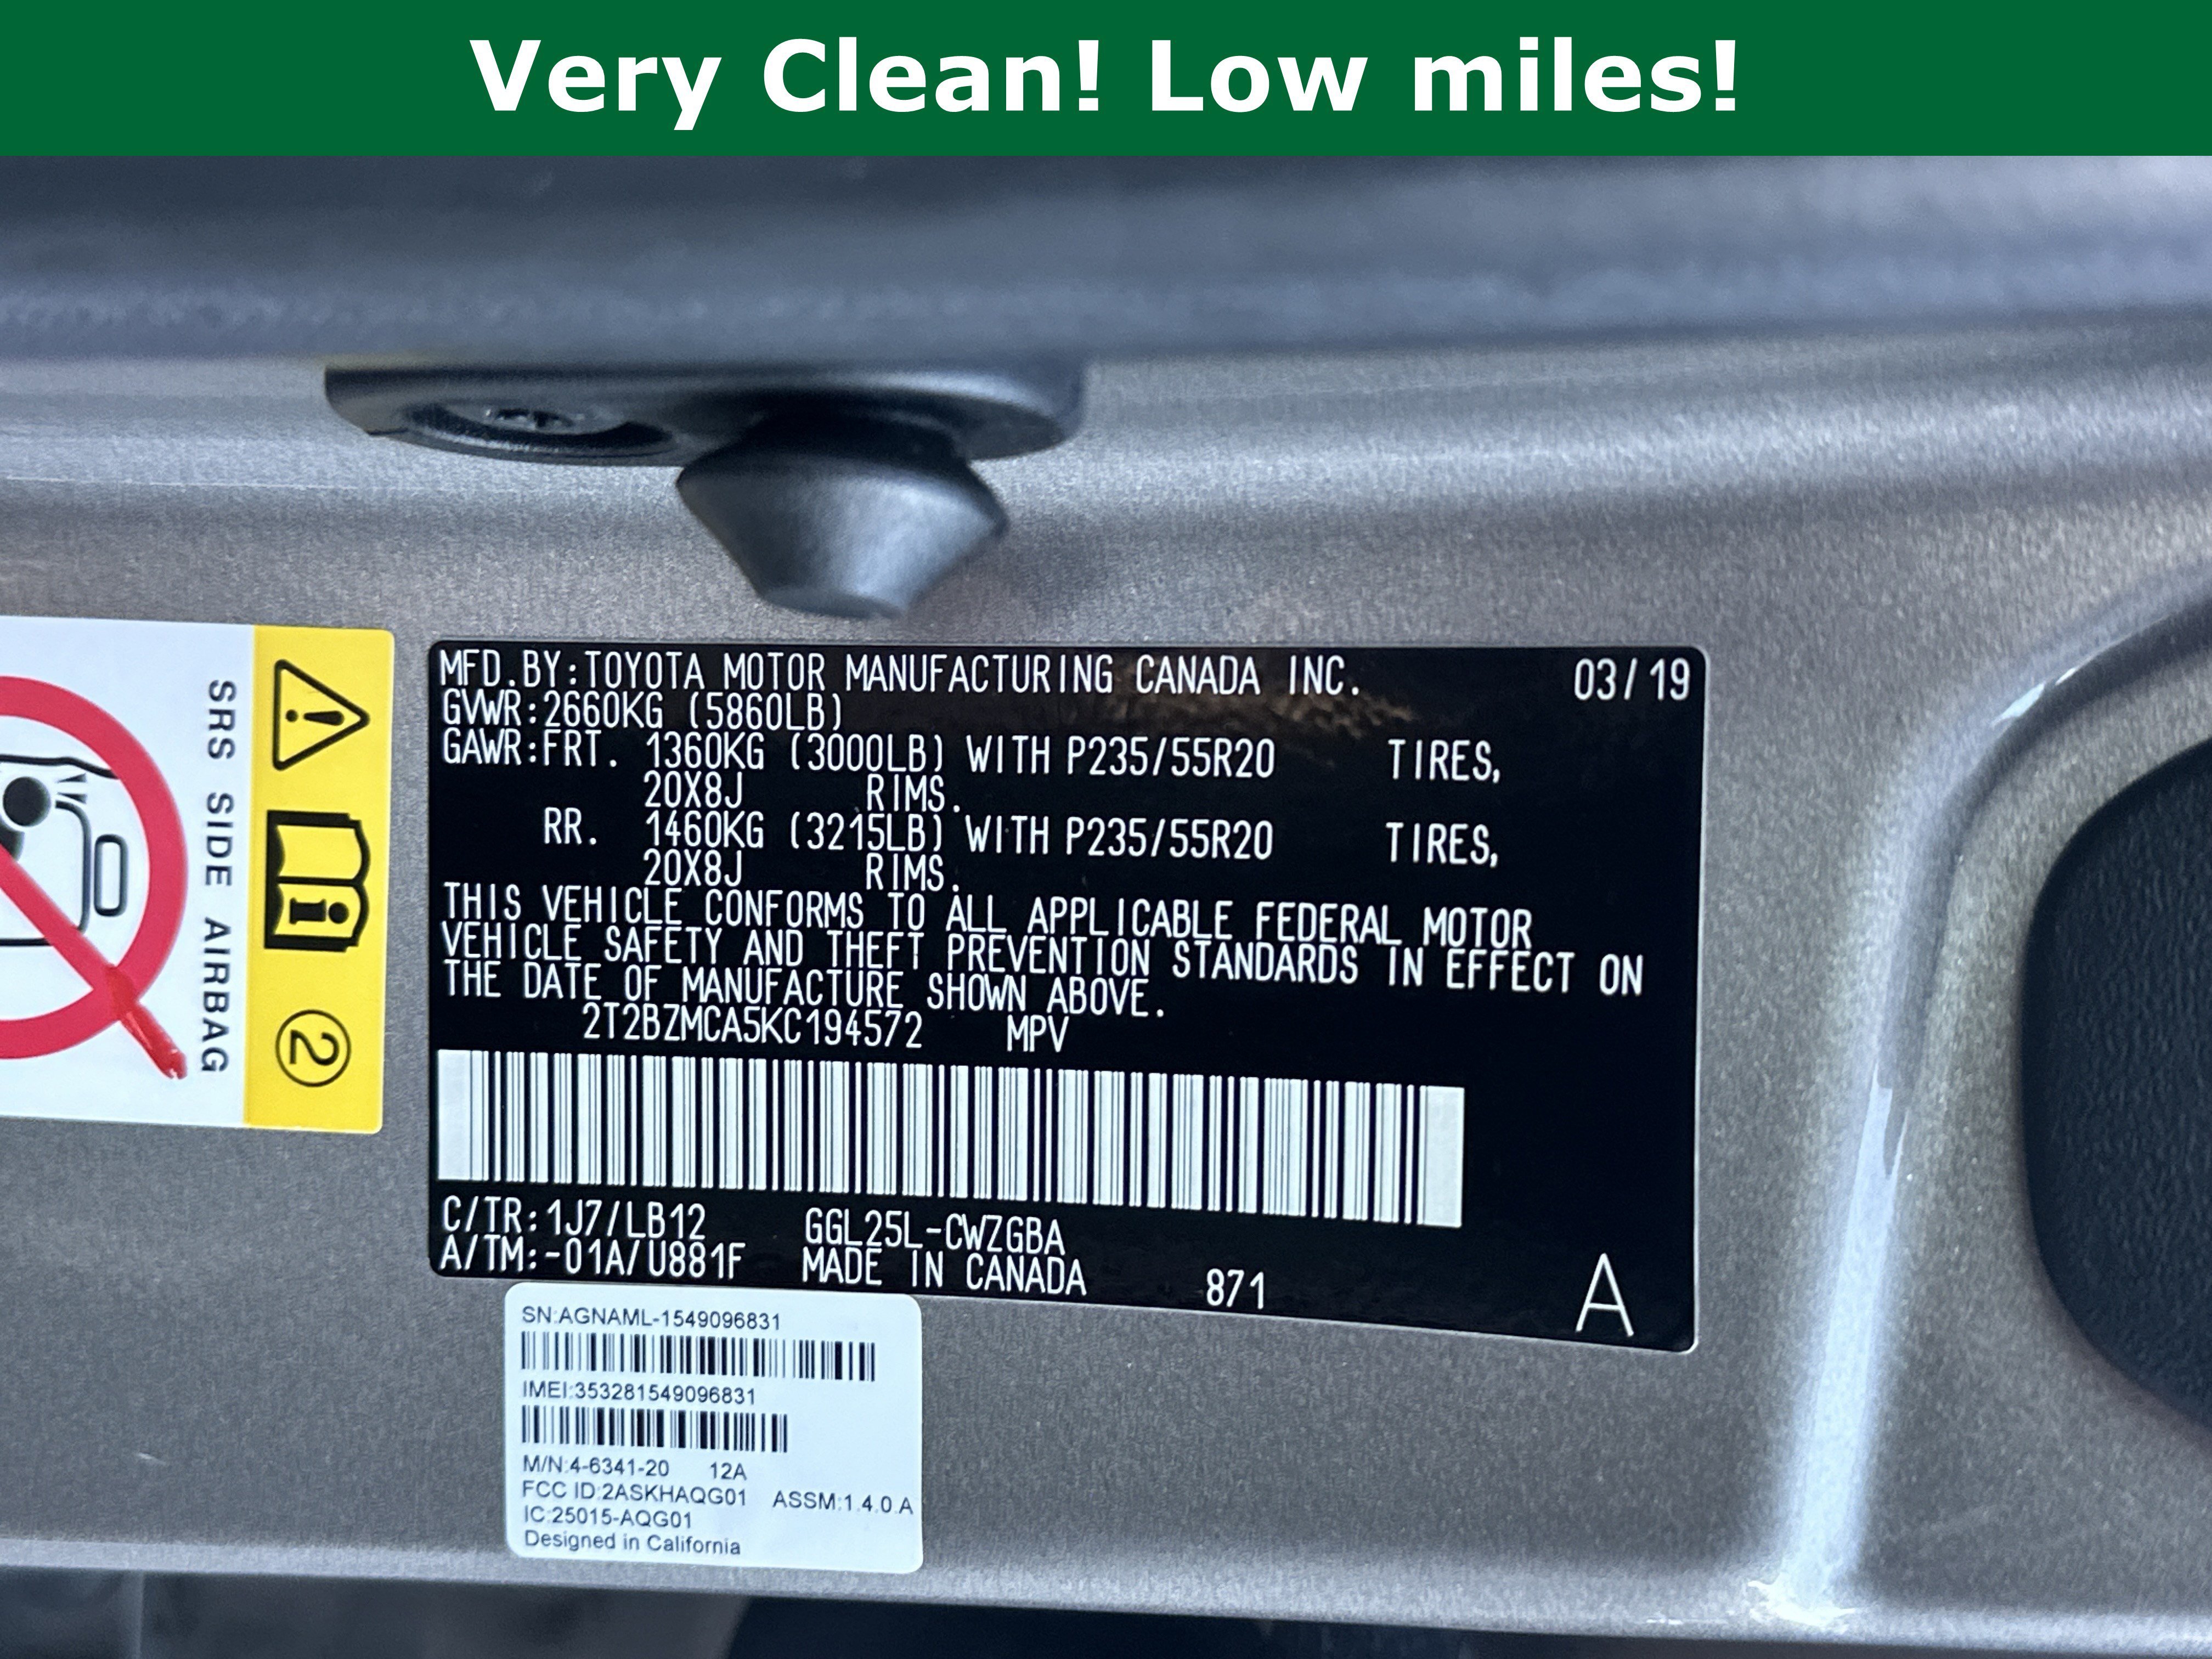 Very Clean! Low miles!
SRS SIDE AIRBAG
2
MFD.BY:TOYOTA MOTOR MANUFACTURING CANADA INC. 03/19
GVWR:2660KG (5860LB)
GAWR:FRT. 1360KG (3000LB) WITH P235/55R20 TIRES,
20X8J RIMS.
RR. 1460KG (3215LB) WITH P235/55R20 TIRES,
20X8J RIMS.
THIS VEHICLE CONFORMS TO ALL APPLICABLE FEDERAL MOTOR
VEHICLE SAFETY AND THEFT PREVENTION STANDARDS IN EFFECT ON
THE DATE OF MANUFACTURE SHOWN ABOVE.
2T2BZMCA5KC194572 MPV
C/TR:1J7/LB12 GGL25L-CWZGBA
A/TM:-01A/U881F MADE IN CANADA 871 A
SN:AGNAML-1549096831
IMEI:353281549096831
M/N:4-6341-20 12A
FCC ID:2ASKHAQG01 ASSM:1.4.0.A
IC:25015-AQG01
Designed in California